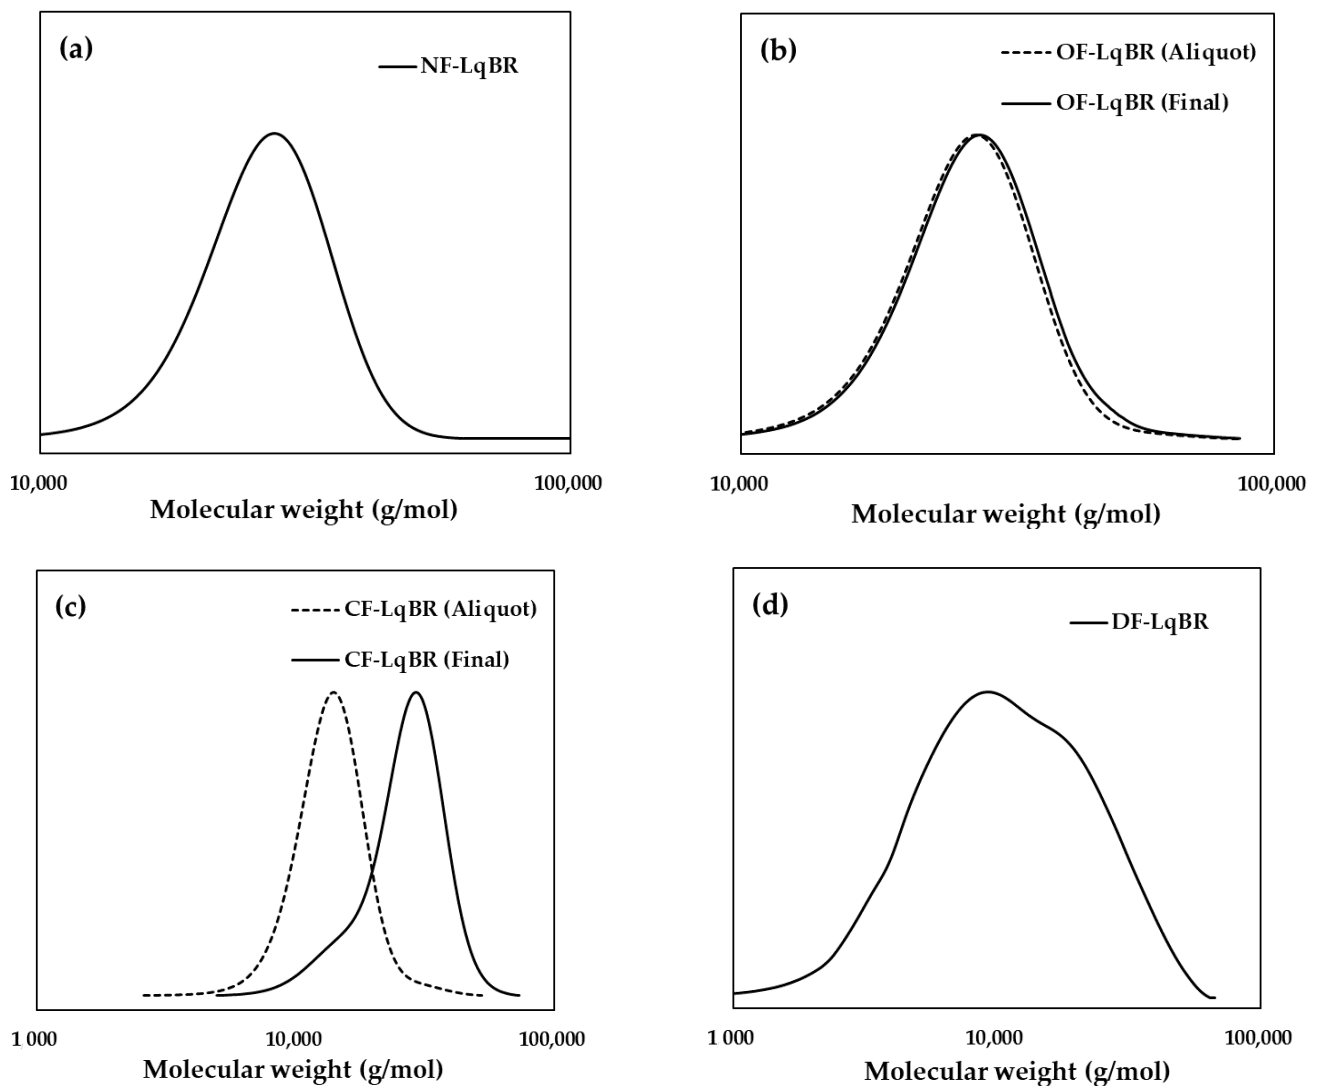 (a)
NF-LqBR
10,000
100,000
Molecular weight (g/mol)
(b)
OF-LqBR (Aliquot)
OF-LqBR (Final)
10,000
100,000
Molecular weight (g/mol)
(c)
CF-LqBR (Aliquot)
CF-LqBR (Final)
1 000
10,000
100,000
Molecular weight (g/mol)
(d)
DF-LqBR
1 000
10,000
100,000
Molecular weight (g/mol)